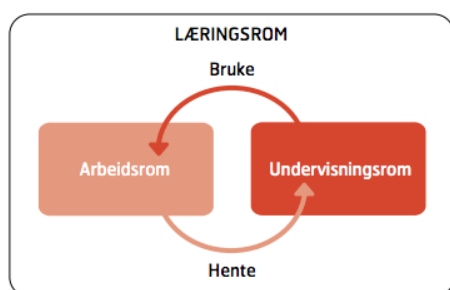 LÆRINGSROM
Bruke
Arbeidsrom
Undervisningsrom
Hente